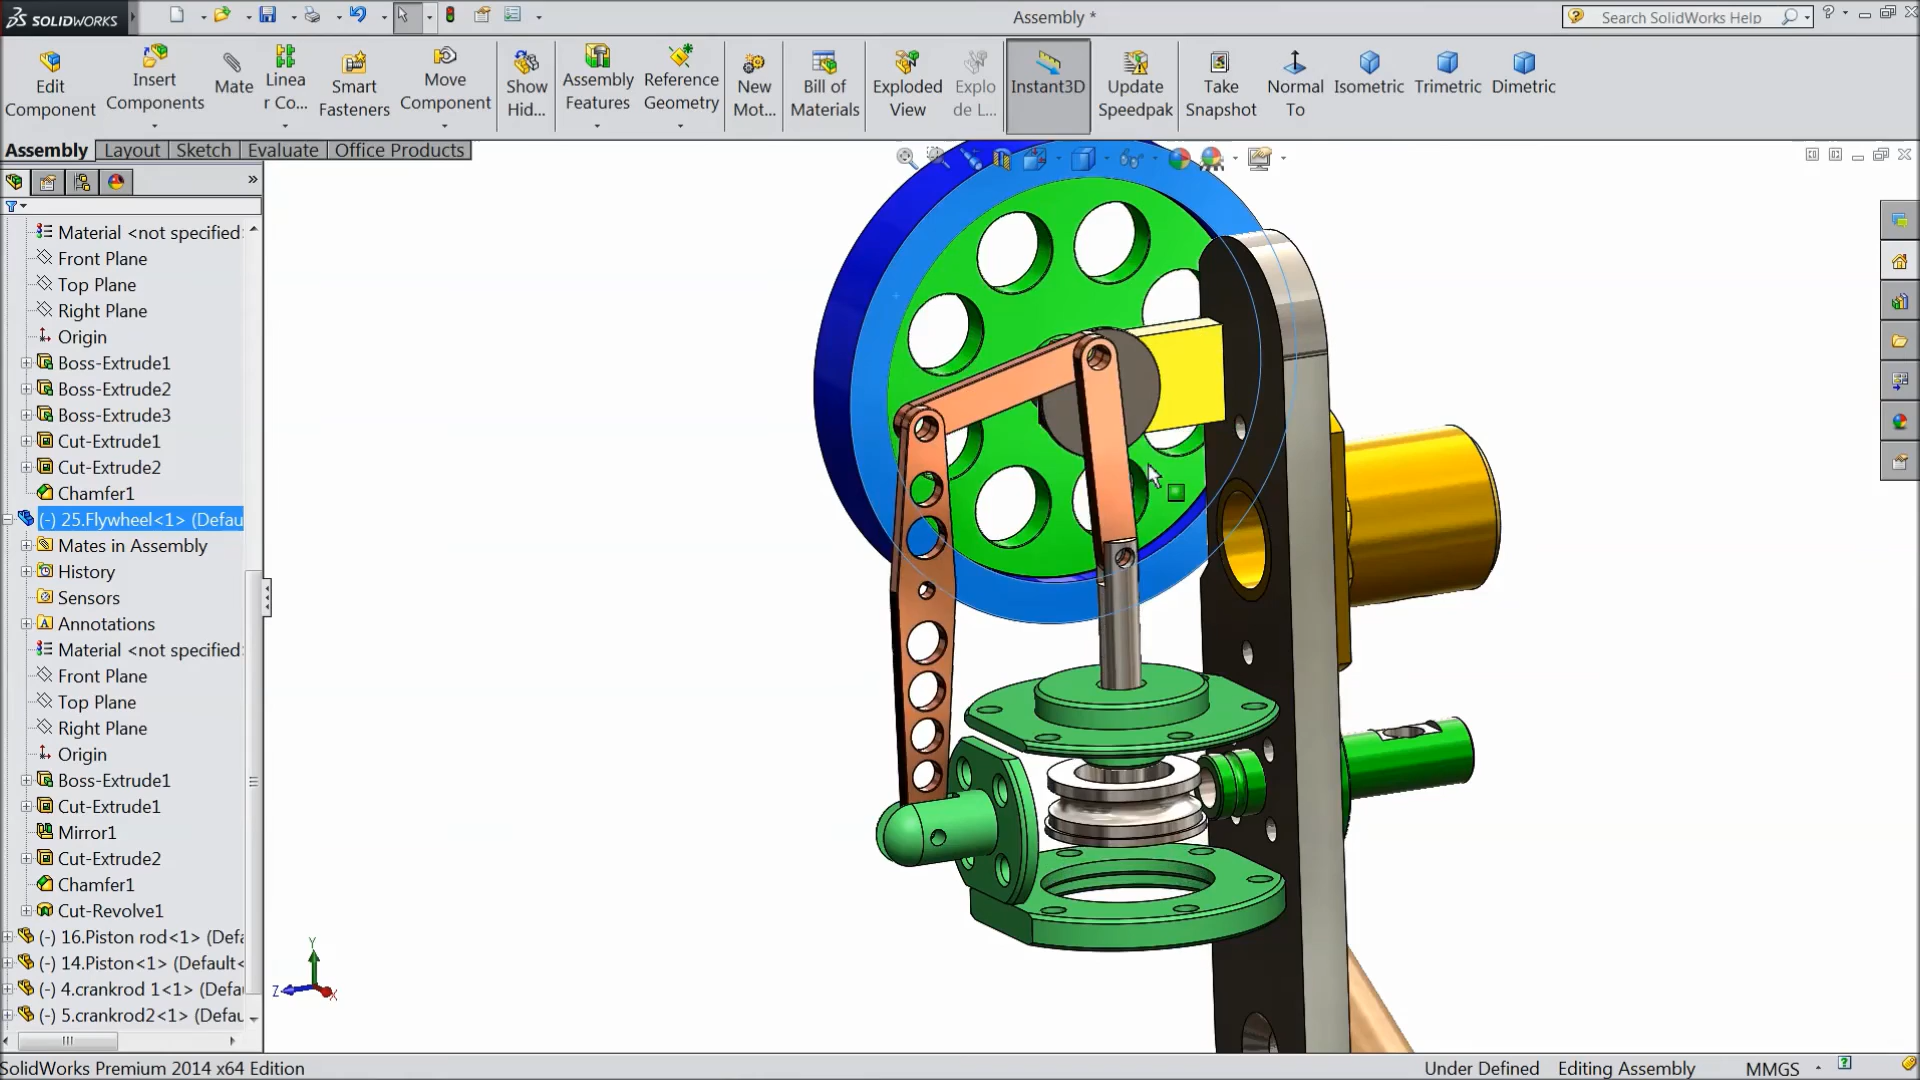 SOLIDWORKS
Assembly *
Search SolidWorks Help
Edit
Component
Insert
Components
Mate
Linea
r Co...
Smart
Fasteners
Move
Component
Show
Hid...
Assembly
Features
Reference
Geometry
New
Mot...
Bill of
Materials
Exploded
View
Explo
de L...
Instant3D
Update
Speedpak
Take
Snapshot
Normal
To
Isometric
Trimetric
Dimetric
Assembly
Layout
Sketch
Evaluate
Office Products
Material <not specified
Front Plane
Top Plane
Right Plane
Origin
Boss-Extrude1
Boss-Extrude2
Boss-Extrude3
Cut-Extrude1
Cut-Extrude2
Chamfer1
(-) 25.Flywheel<1> (Defau
Mates in Assembly
History
Sensors
Annotations
Material <not specified
Front Plane
Top Plane
Right Plane
Origin
Boss-Extrude1
Cut-Extrude1
Mirror1
Cut-Extrude2
Chamfer1
Cut-Revolve1
(-) 16.Piston rod<1> (Defa
(-) 14.Piston<1> (Default<
(-) 4.crankrod 1<1> (Defau
(-) 5.crankrod2<1> (Defau
Y
Z
X
SolidWorks Premium 2014 x64 Edition
Under Defined
Editing Assembly
MMGS